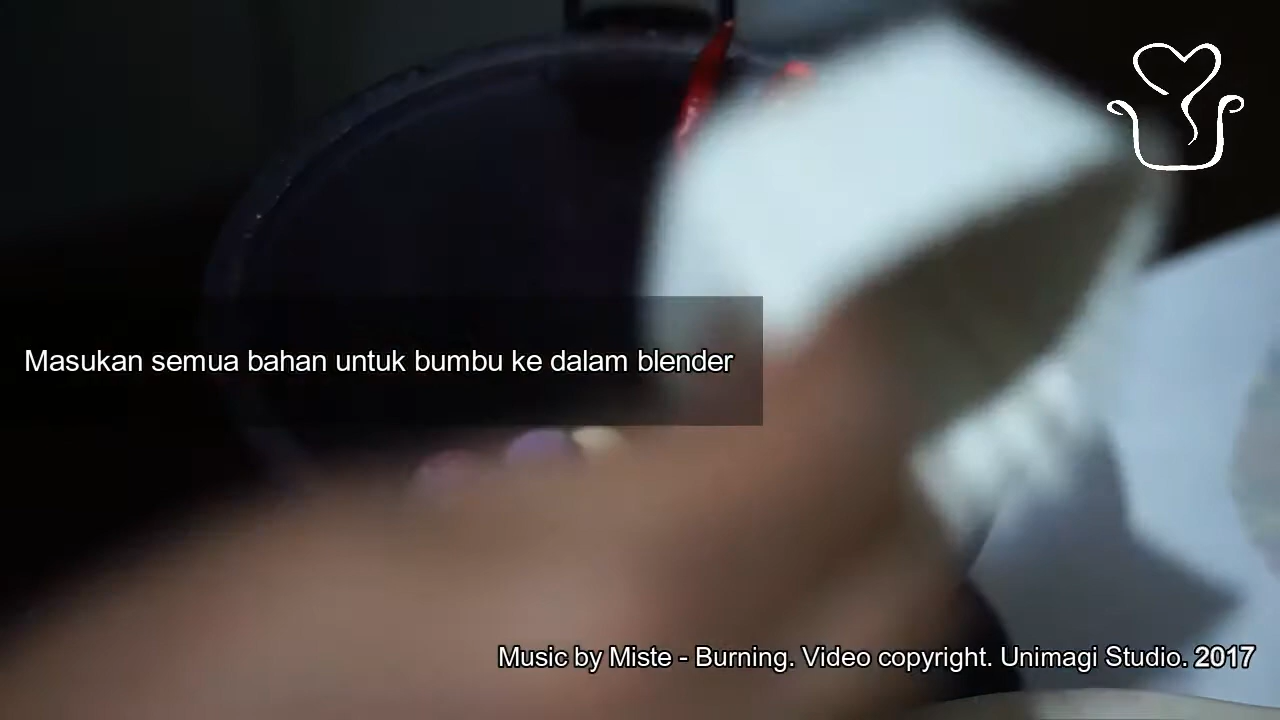 Masukan semua bahan untuk bumbu ke dalam blender
Music by Miste - Burning. Video copyright. Unimagi Studio. 2017